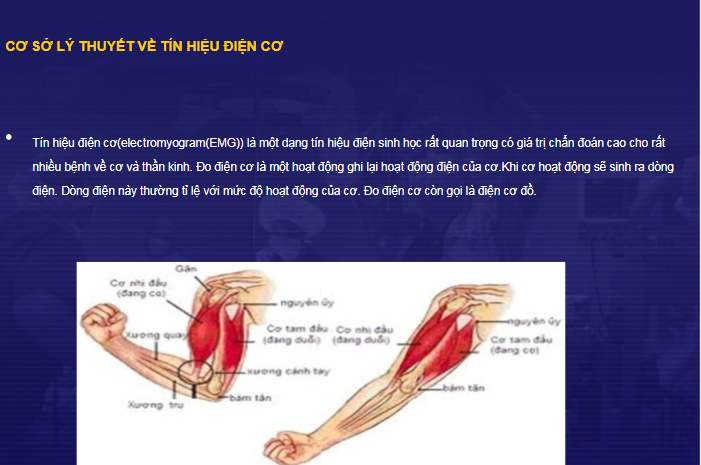 CƠ SỞ LÝ THUYẾT VỀ TÍN HIỆU ĐIỆN CƠ
Tín hiệu điện cơ(electromyogram(EMG)) là một dạng tín hiệu điện sinh học rất quan trọng có giá trị chẩn đoán cao cho rất
nhiều bệnh về cơ và thần kinh. Đo điện cơ là một hoạt động ghi lại hoạt động điện của cơ.Khi cơ hoạt động sẽ sinh ra dòng
điện. Dòng điện này thường tỉ lệ với mức độ hoạt động của cơ. Đo điện cơ còn gọi là điện cơ đồ.
Gân
Cơ nhị đầu
(đang co)
nguyên ủy
Xương quay
Cơ tam đầu
(đang duỗi)
xương cánh tay
Xương trụ
bám tận
Cơ nhị đầu
(đang duỗi)
nguyên ủy
Cơ tam đầu
(đang co)
bám tận